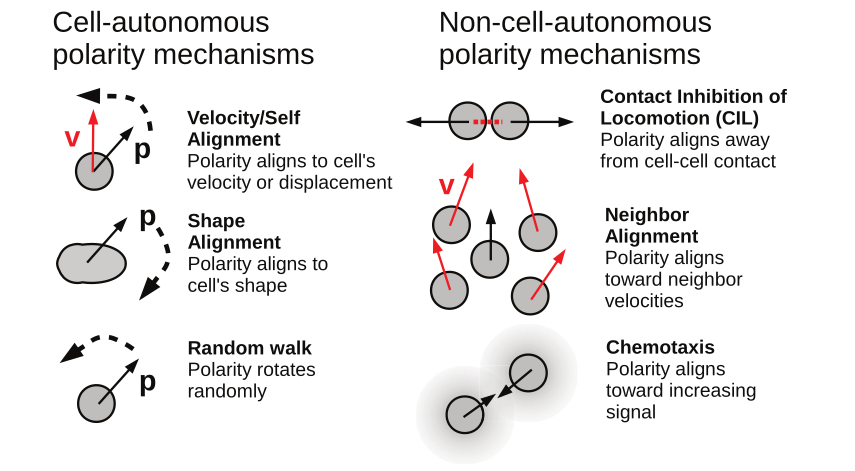 Cell-autonomous
polarity mechanisms
v
p
Velocity/Self
Alignment
Polarity aligns to cell's
velocity or displacement
p
Shape
Alignment
Polarity aligns to
cell's shape
p
Random walk
Polarity rotates
randomly
Non-cell-autonomous
polarity mechanisms
Contact Inhibition of
Locomotion (CIL)
Polarity aligns away
from cell-cell contact
v
Neighbor
Alignment
Polarity aligns
toward neighbor
velocities
Chemotaxis
Polarity aligns
toward increasing
signal